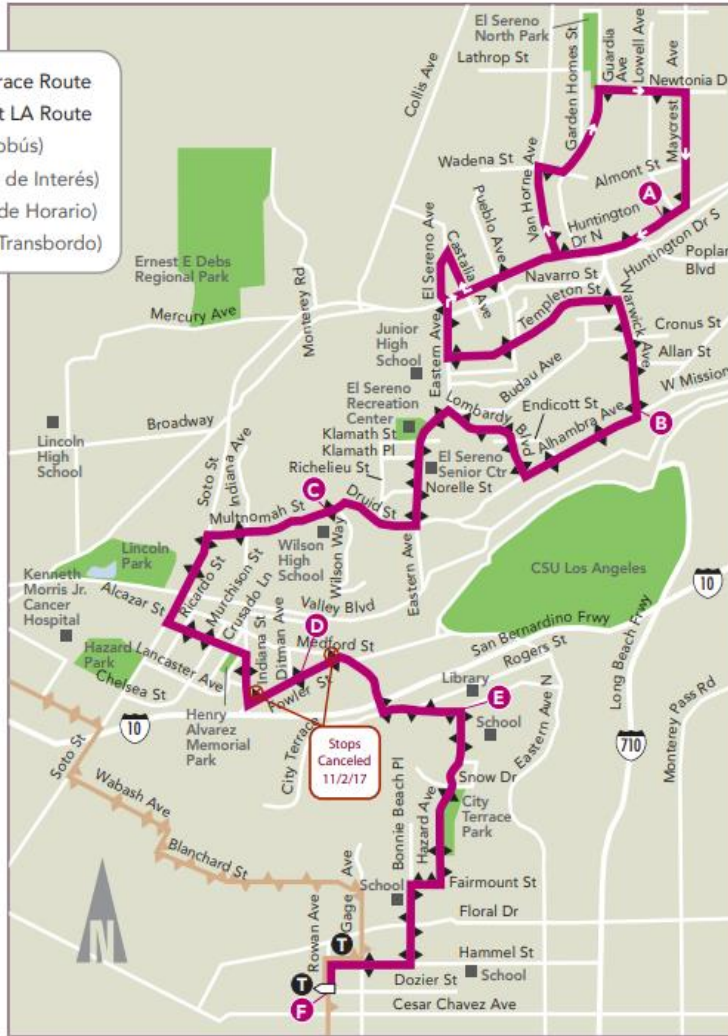 race Route
t LA Route
obús)
de Interés)
de Horario)
Transbordo)
El Sereno
North Park
Lathrop St
Collis Ave
Garden Homes St
Guardia
Ave
Lowell Ave
Ave
Maycrest
Newtonia D
Wadena St
Almont St
Van Horne Ave
A
Huntington
Dr N
Huntington Dr S
Pueblo Ave
Castalia
Ave
El Sereno Ave
Navarro St
Poplar
Blvd
Ernest E Debs
Regional Park
Monterey Rd
Mercury Ave
Templeton St
Warwick
Ave
Cronus St
Allan St
W Mission
Junior
High
School
Eastern Ave
Budau Ave
El Sereno
Recreation
Center
Lombardy
Blvd
Endicott St
Alhambra Ave
B
Broadway
Klamath St
Klamath Pl
Lincoln
High
School
El Sereno
Senior Ctr
Richelieu St
Norelle St
Soto St
Indiana Ave
C
Druid St
Multnomah St
Wilson
High
School
Wilson Way
Eastern Ave
CSU Los Angeles
Lincoln
Park
Ricardo St
Murchison St
Crusado Ln
Kenneth
Morris Jr.
Cancer
Hospital
Alcazar St
Valley Blvd
10
San Bernardino Frwy
Long Beach Frwy
Hazard
Park
Lancaster Ave
Indiana St
Ditman Ave
D
Medford St
Rogers St
Chelsea St
Fowler St
Library
E
School
Eastern Ave N
10
Henry
Alvarez
Memorial
Park
City Terrace
Stops
Canceled
11/2/17
710
Monterey Pass Rd
Soto St
Wabash Ave
Snow Dr
City
Terrace
Park
Bonnie Beach Pl
Hazard Ave
Blanchard St
School
Fairmount St
N
Rowan Ave
Gage
Ave
Floral Dr
T
Hammel St
T
Dozier St
School
F
Cesar Chavez Ave